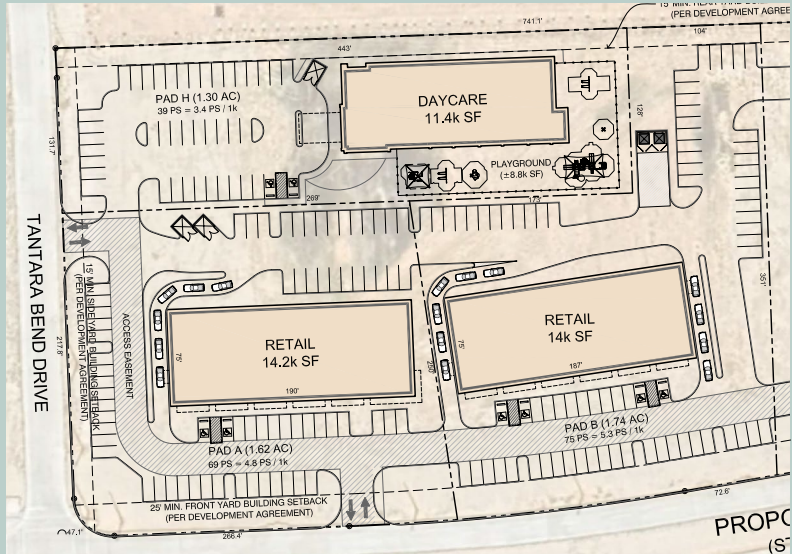 741.1'
(PER DEVELOPMENT AGREE
443'
104'
PAD H (1.30 AC)
39 PS = 3.4 PS / 1k
DAYCARE
11.4k SF
128'
131.7'
PLAYGROUND
(±8.8k SF)
269'
173'
TANTARA BEND DRIVE
15' MIN. SIDE YARD BUILDING SETBACK
(PER DEVELOPMENT AGREEMENT)
ACCESS EASEMENT
351'
217.8'
RETAIL
14.2k SF
75'
190'
RETAIL
14k SF
75'
187'
PAD A (1.62 AC)
69 PS = 4.8 PS / 1k
PAD B (1.74 AC)
75 PS = 5.3 PS / 1k
25' MIN. FRONT YARD BUILDING SETBACK
(PER DEVELOPMENT AGREEMENT)
72.6'
47.1'
266.4'
PROPO
(S